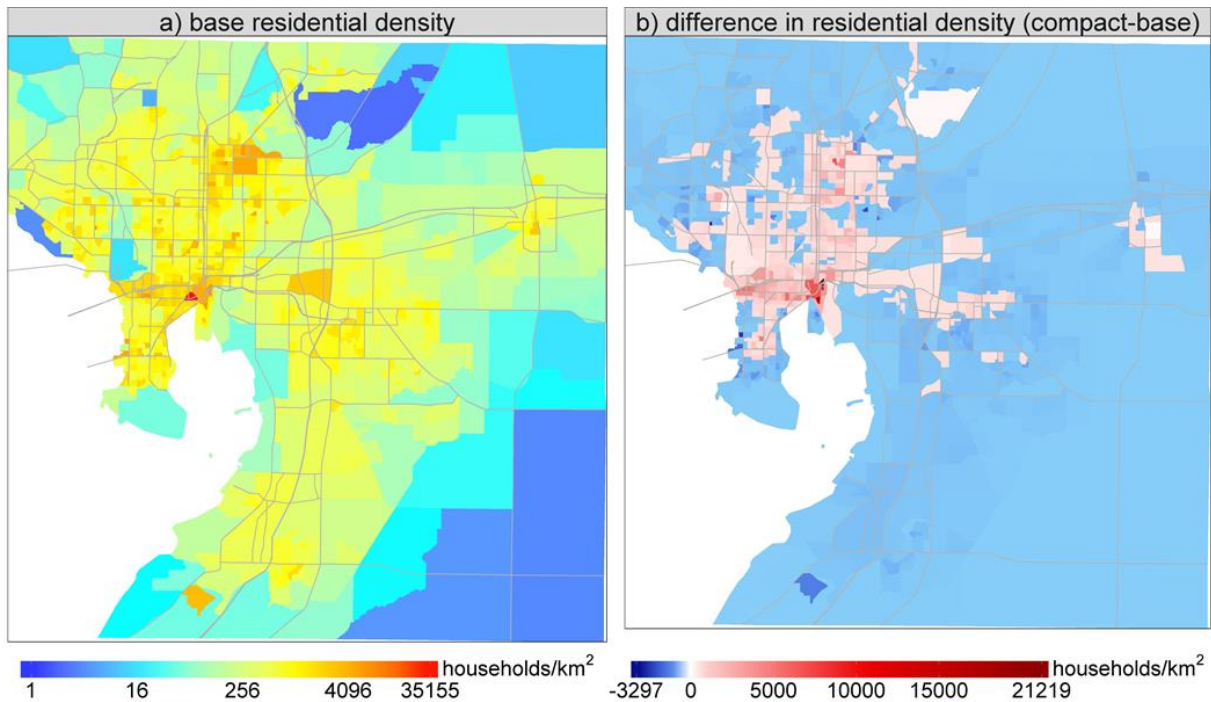 a) base residential density
b) difference in residential density (compact-base)
households/km²
1 16 256 4096 35155
households/km²
-3297 0 5000 10000 15000 21219